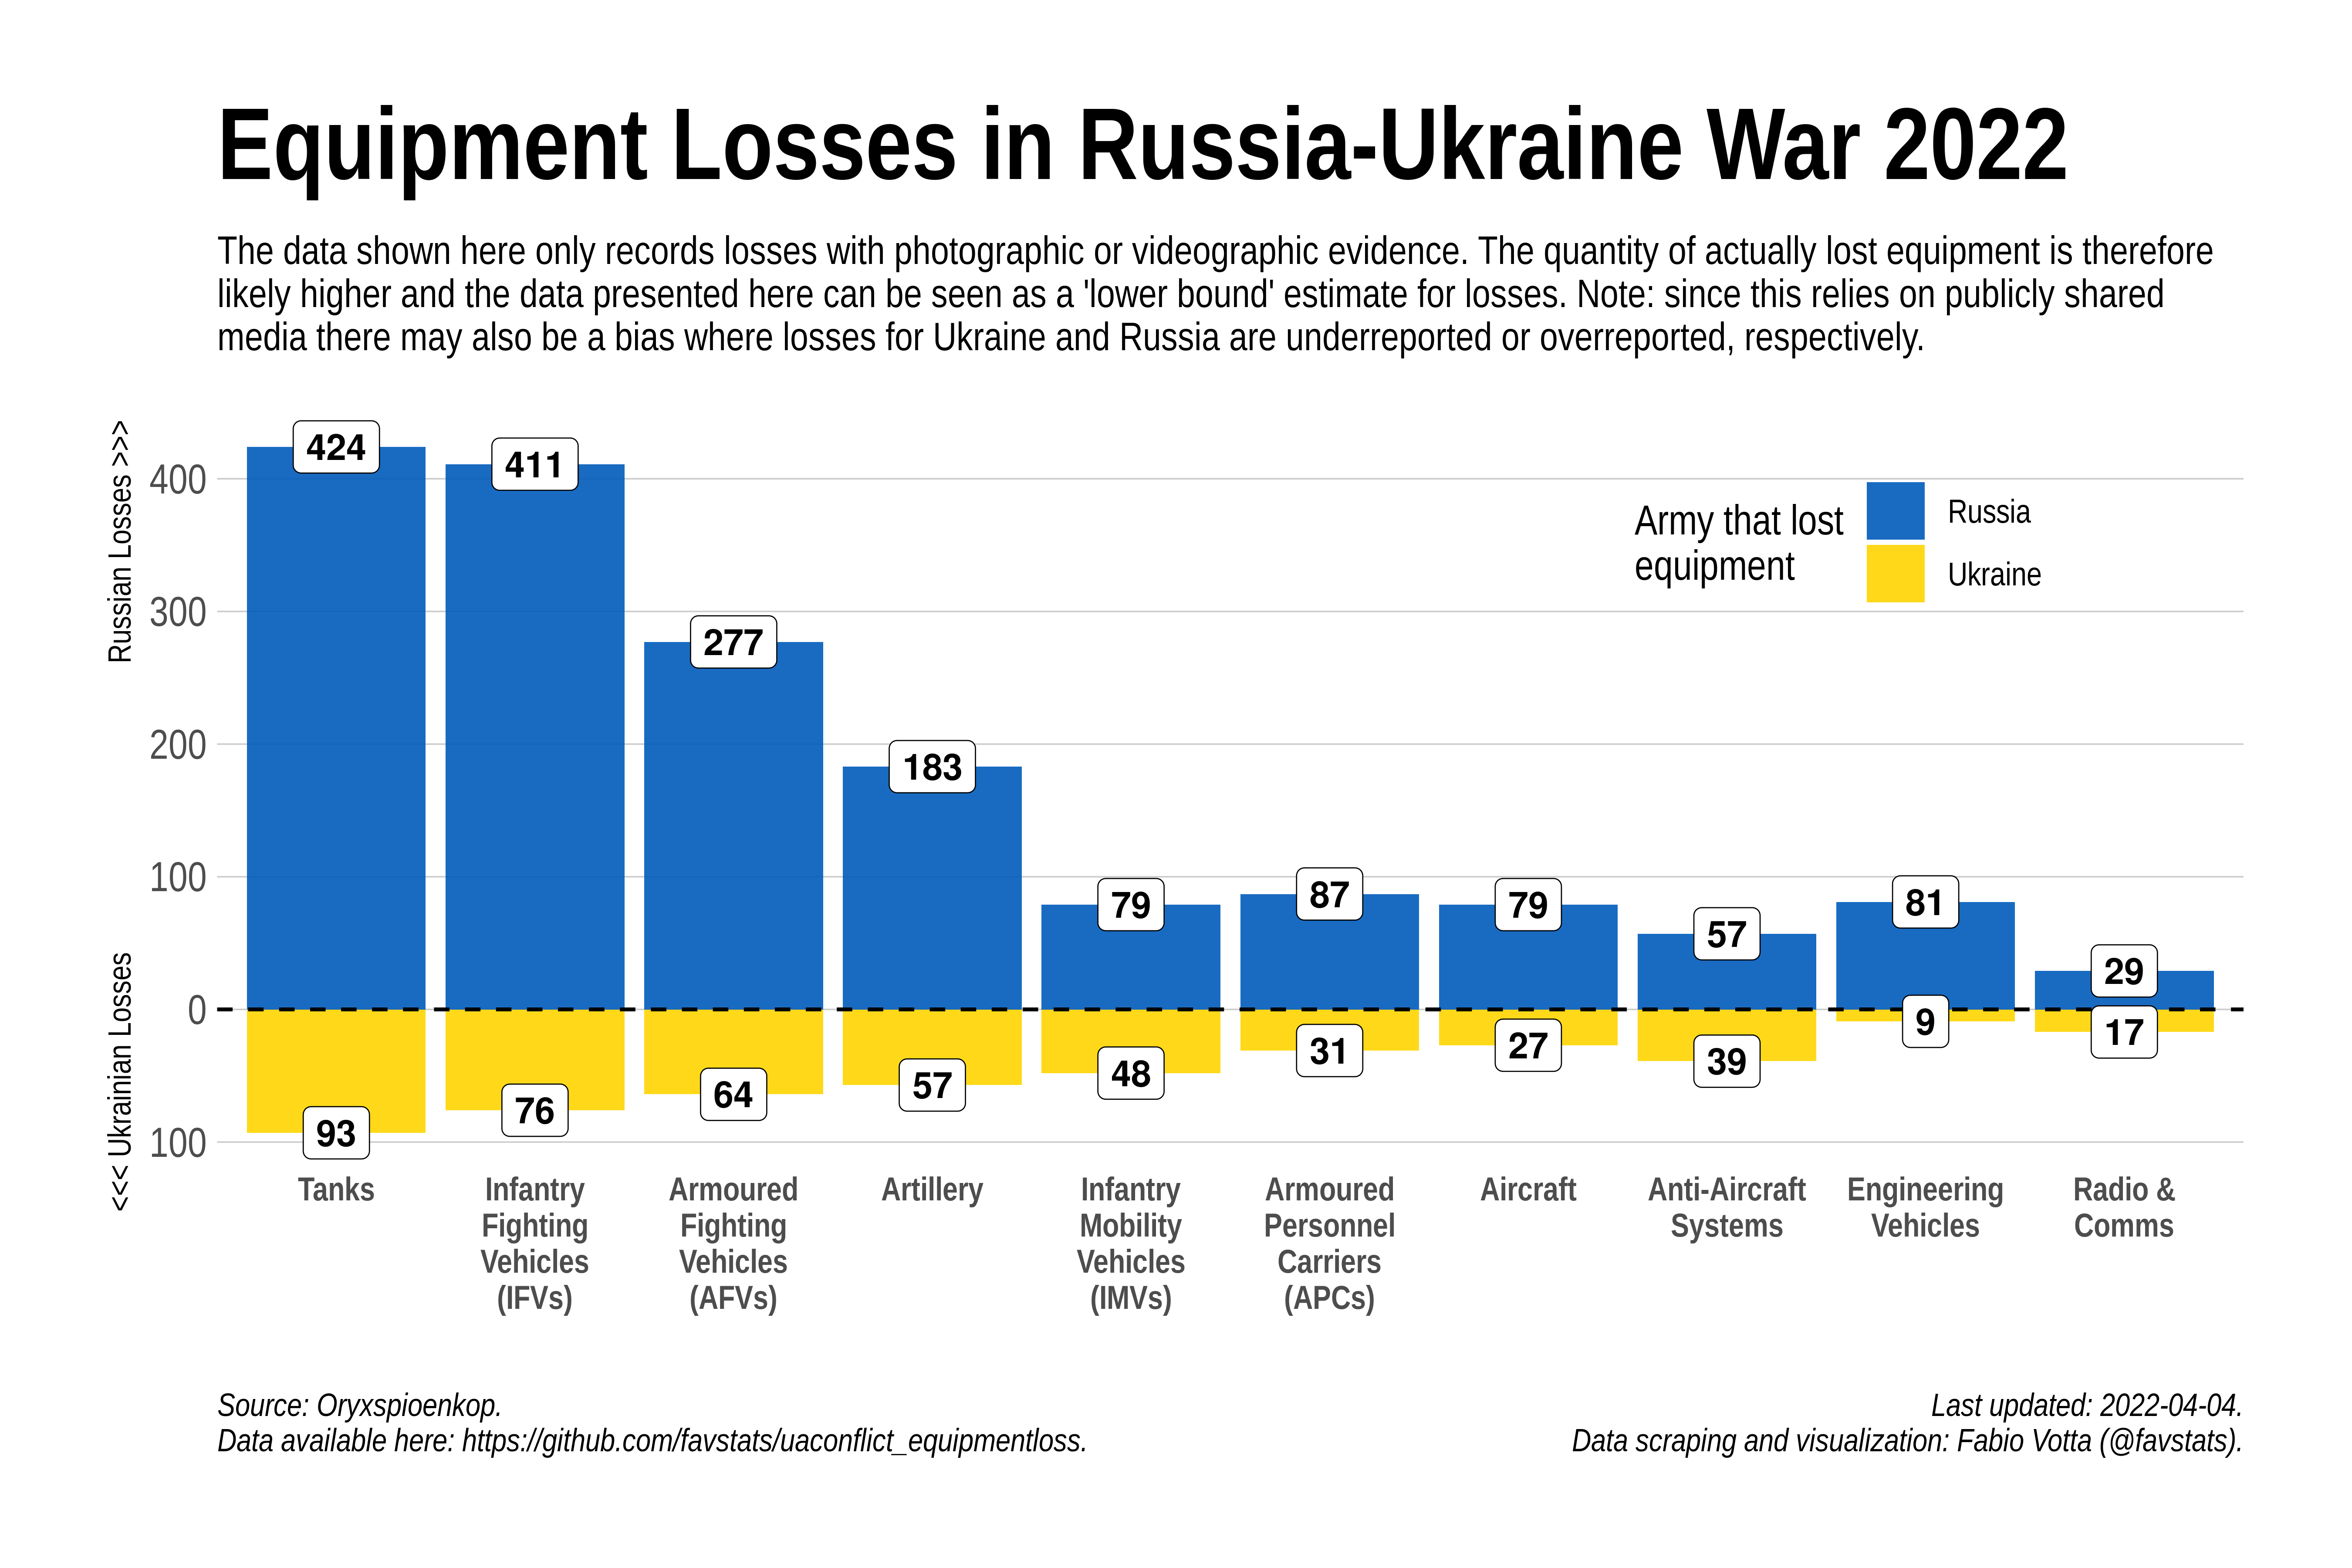 Equipment Losses in Russia-Ukraine War 2022
The data shown here only records losses with photographic or videographic evidence. The quantity of actually lost equipment is therefore
likely higher and the data presented here can be seen as a 'lower bound' estimate for losses. Note: since this relies on publicly shared
media there may also be a bias where losses for Ukraine and Russia are underreported or overreported, respectively.
Russian Losses >>>
<<< Ukrainian Losses
400
300
200
100
0
100
Army that lost
equipment
Russia
Ukraine
424
411
277
183
79
87
79
57
81
29
93
76
64
57
48
31
27
39
9
17
Tanks
Infantry
Fighting
Vehicles
(IFVs)
Armoured
Fighting
Vehicles
(AFVs)
Artillery
Infantry
Mobility
Vehicles
(IMVs)
Armoured
Personnel
Carriers
(APCs)
Aircraft
Anti-Aircraft
Systems
Engineering
Vehicles
Radio &
Comms
Source: Oryxspioenkop.
Data available here: https://github.com/favstats/uaconflict_equipmentloss.
Last updated: 2022-04-04.
Data scraping and visualization: Fabio Votta (@favstats).